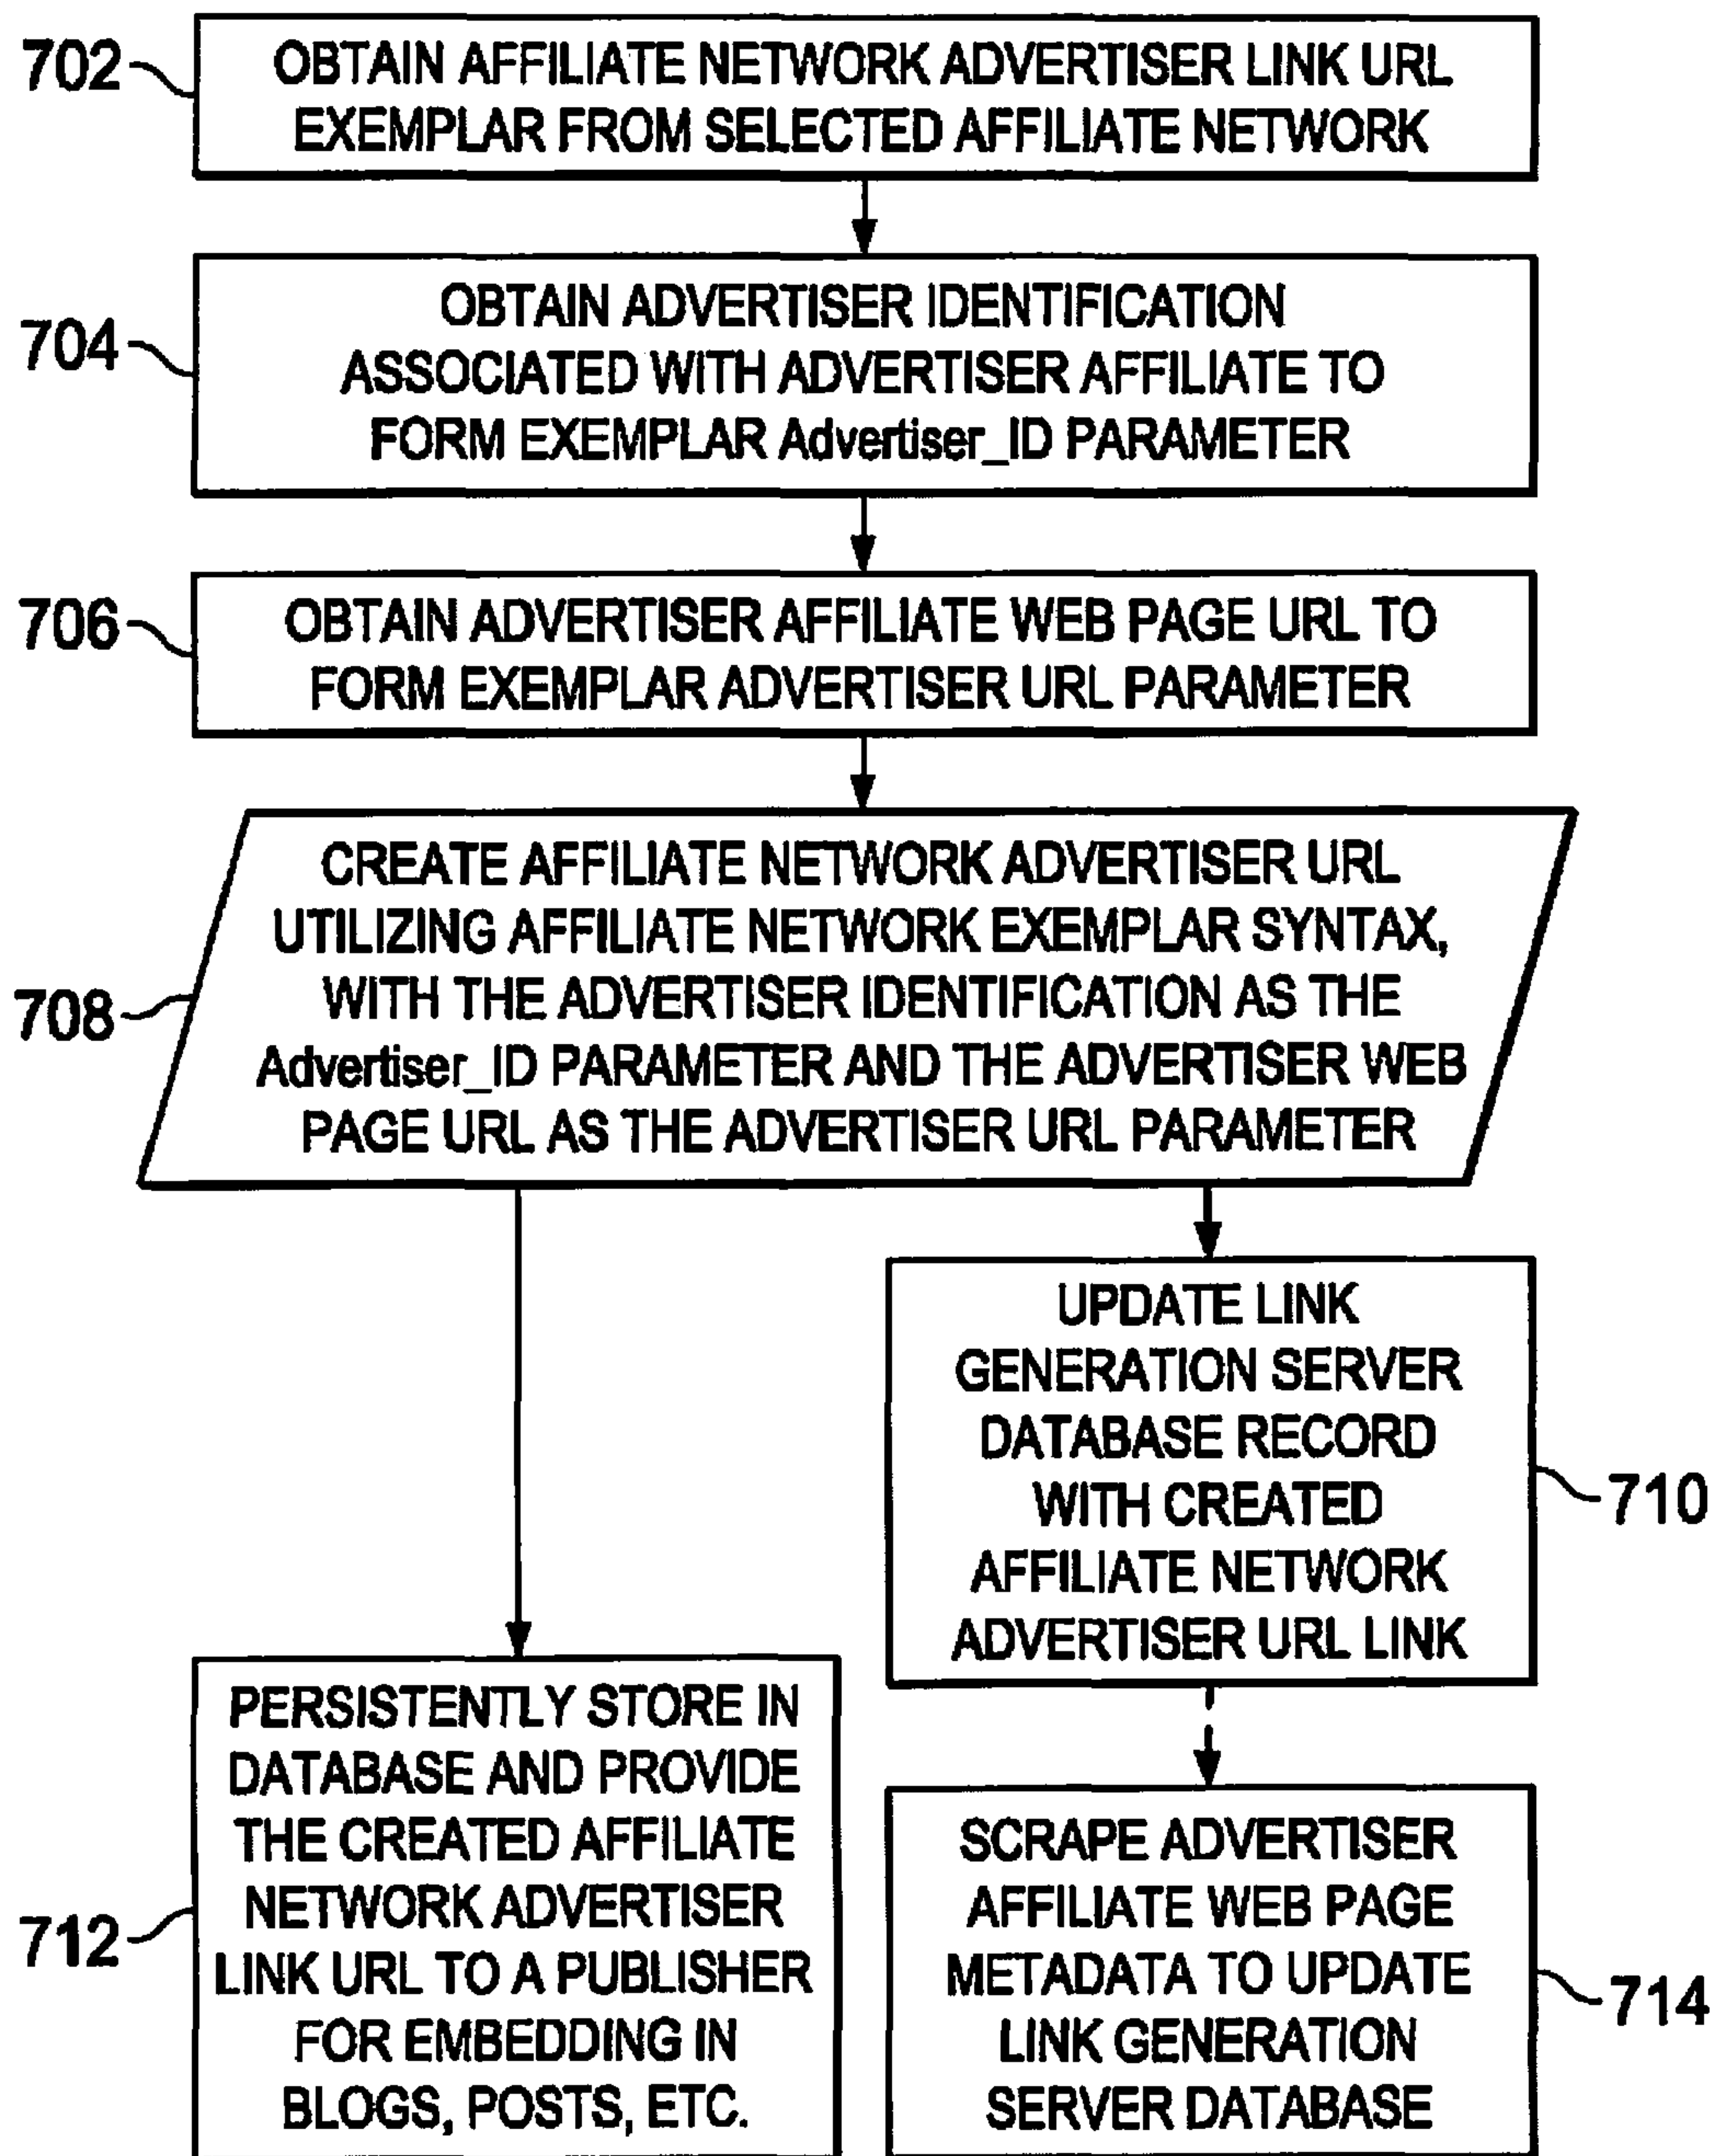 702
OBTAIN AFFILIATE NETWORK ADVERTISER LINK URL
EXEMPLAR FROM SELECTED AFFILIATE NETWORK
704
OBTAIN ADVERTISER IDENTIFICATION
ASSOCIATED WITH ADVERTISER AFFILIATE TO
FORM EXEMPLAR Advertiser_ID PARAMETER
706
OBTAIN ADVERTISER AFFILIATE WEB PAGE URL TO
FORM EXEMPLAR ADVERTISER URL PARAMETER
708
CREATE AFFILIATE NETWORK ADVERTISER URL
UTILIZING AFFILIATE NETWORK EXEMPLAR SYNTAX,
WITH THE ADVERTISER IDENTIFICATION AS THE
Advertiser_ID PARAMETER AND THE ADVERTISER WEB
PAGE URL AS THE ADVERTISER URL PARAMETER
UPDATE LINK
GENERATION SERVER
DATABASE RECORD
WITH CREATED
AFFILIATE NETWORK
ADVERTISER URL LINK
710
712
PERSISTENTLY STORE IN
DATABASE AND PROVIDE
THE CREATED AFFILIATE
NETWORK ADVERTISER
LINK URL TO A PUBLISHER
FOR EMBEDDING IN
BLOGS, POSTS, ETC.
SCRAPE ADVERTISER
AFFILIATE WEB PAGE
METADATA TO UPDATE
LINK GENERATION
SERVER DATABASE
714